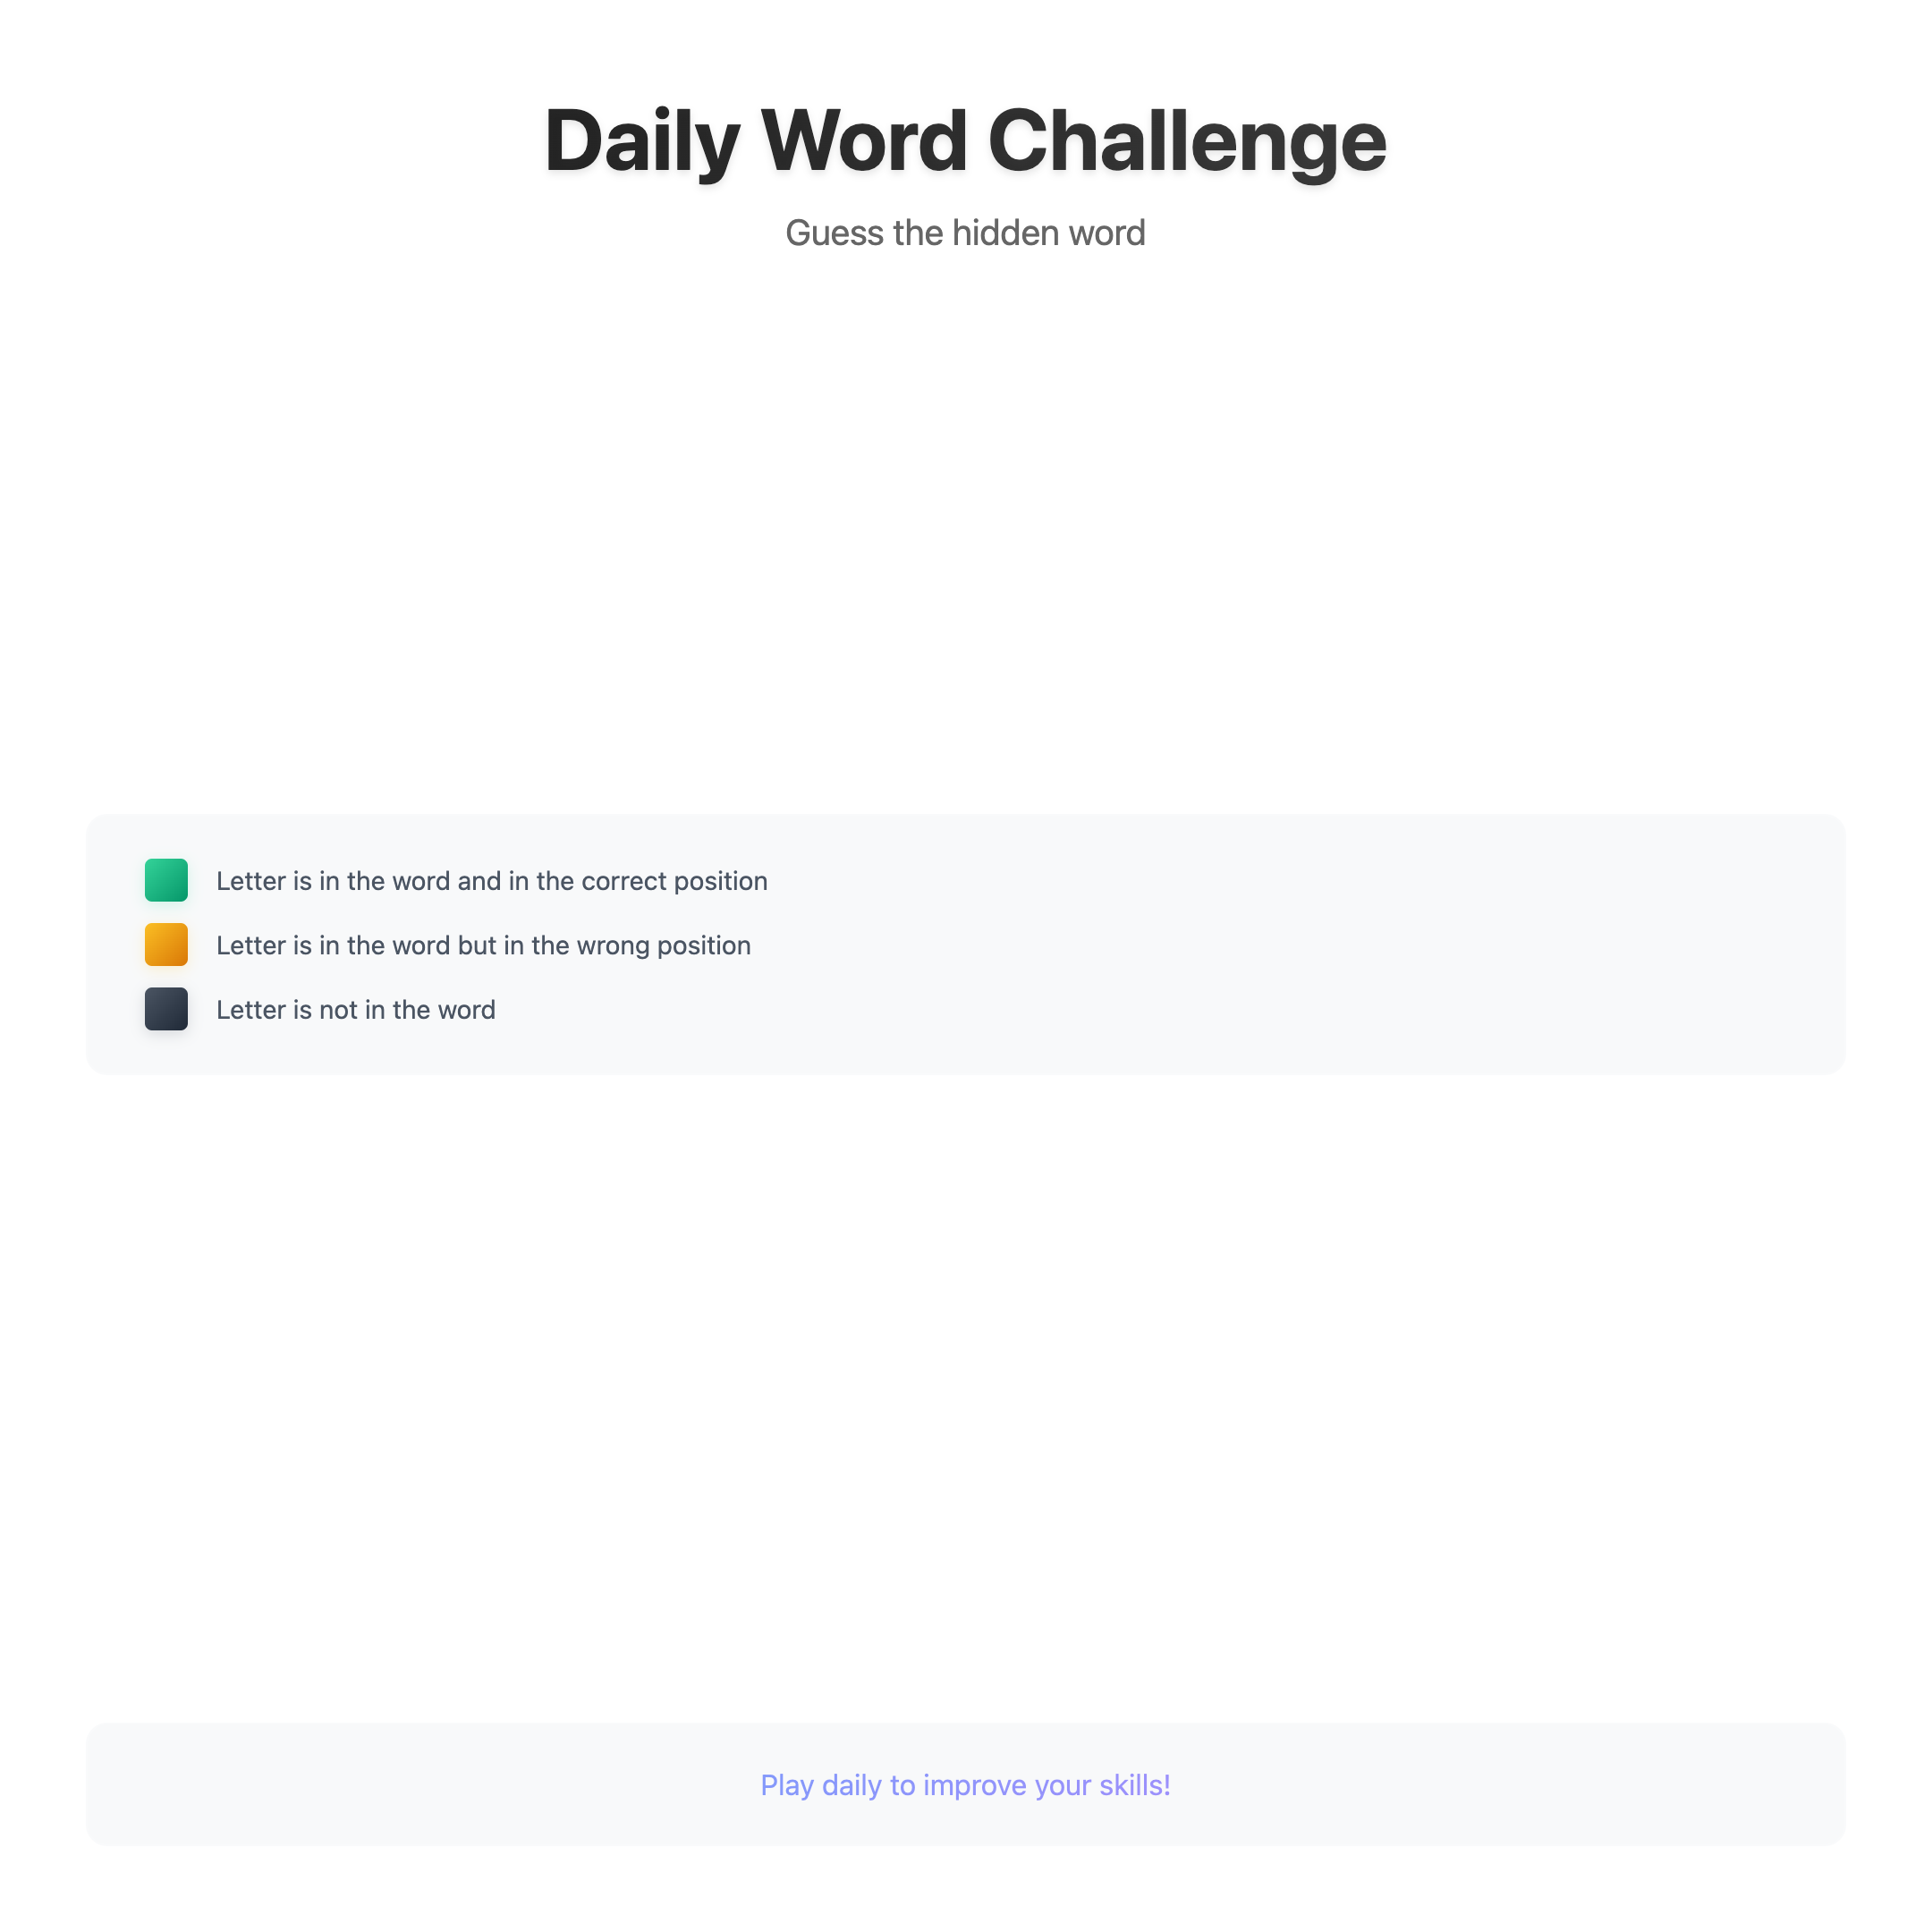 Daily Word Challenge
Guess the hidden word
Letter is in the word and in the correct position
Letter is in the word but in the wrong position
Letter is not in the word
Play daily to improve your skills!